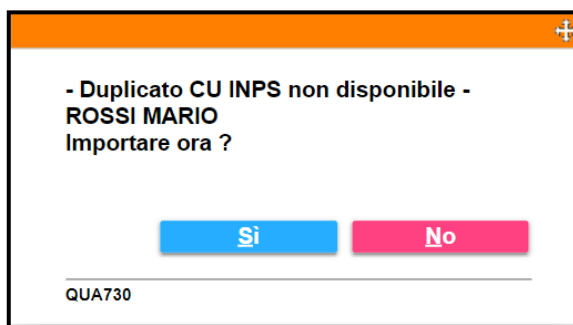 - Duplicato CU INPS non disponibile -
ROSSI MARIO
Importare ora ?
Sì
No
QUA730